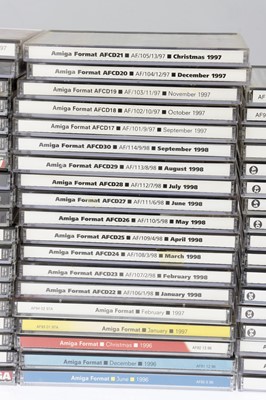 Amiga Format AFCD21 ■ AF/105/13/97 ■ Christmas 1997
Amiga Format AFCD20 ■ AF/104/12/97 ■ December 1997
Amiga Format AFCD19 ■ AF/103/11/97 ■ November 1997
Amiga Format AFCD18 ■ AF/102/10/97 ■ October 1997
Amiga Format AFCD17 ■ AF/101/9/97 ■ September 1997
Amiga Format AFCD30 ■ AF/114/9/98 ■ September 1998
Amiga Format AFCD29 ■ AF/113/8/98 ■ August 1998
Amiga Format AFCD28 ■ AF/112/7/98 ■ July 1998
Amiga Format AFCD27 ■ AF/111/6/98 ■ June 1998
Amiga Format AFCD26 ■ AF/110/5/98 ■ May 1998
Amiga Format AFCD25 ■ AF/109/4/98 ■ April 1998
Amiga Format AFCD24 ■ AF/108/3/98 ■ March 1998
Amiga Format AFCD23 ■ AF/107/2/98 ■ February 1998
Amiga Format AFCD22 ■ AF/106/1/98 ■ January 1998
Amiga Format ■ February ■ 1997
Amiga Format ■ January ■ 1997
Amiga Format ■ Christmas ■ 1996
Amiga Format ■ December ■ 1996
Amiga Format ■ June ■ 1996